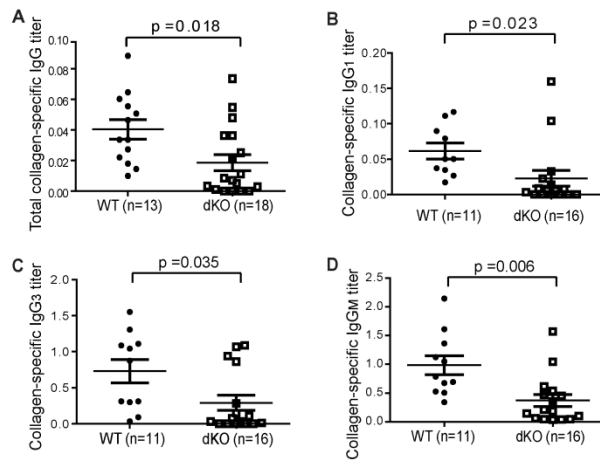 A
p =0.018
Total collagen-specific IgG titer
0.10
0.08
0.06
0.04
0.02
0.00
WT (n=13)
dKO (n=18)
B
p =0.023
Collagen-specific IgG1 titer
0.20
0.15
0.10
0.05
0.00
WT (n=11)
dKO (n=16)
C
p =0.035
Collagen-specific IgG3 titer
2.0
1.5
1.0
0.5
0.0
WT (n=11)
dKO (n=16)
D
p =0.006
Collagen-specific IgGM titer
2.5
2.0
1.5
1.0
0.5
0.0
WT (n=11)
dKO (n=16)